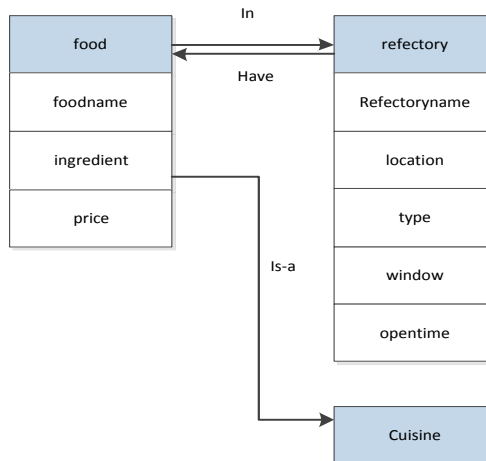 In
food
refectory
Have
foodname
Refectoryname
ingredient
location
price
type
Is-a
window
opentime
Cuisine